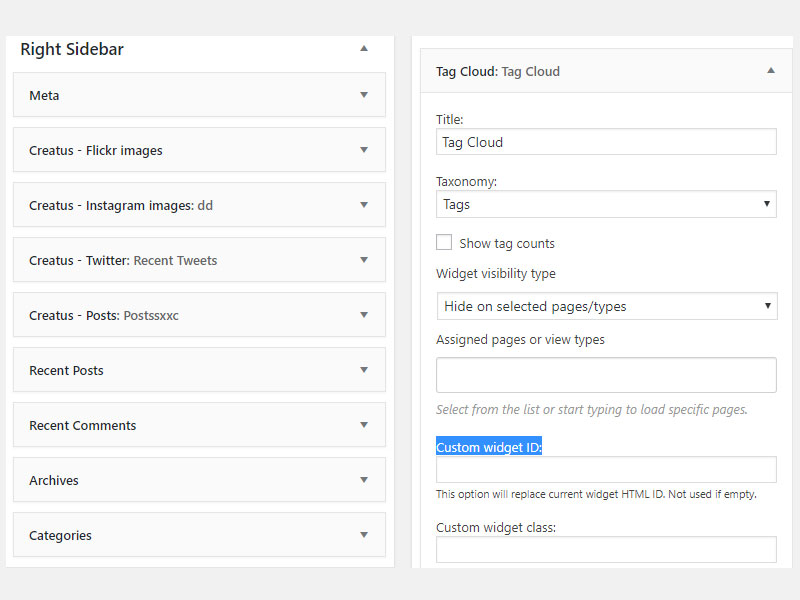 Right Sidebar
Meta
Creatus - Flickr images
Creatus - Instagram images: dd
Creatus - Twitter: Recent Tweets
Creatus - Posts: Postssxxc
Recent Posts
Recent Comments
Archives
Categories
Tag Cloud: Tag Cloud
Title:
Tag Cloud
Taxonomy:
Tags
Show tag counts
Widget visibility type
Hide on selected pages/types
Assigned pages or view types
Select from the list or start typing to load specific pages.
Custom widget ID:
This option will replace current widget HTML ID. Not used if empty.
Custom widget class: